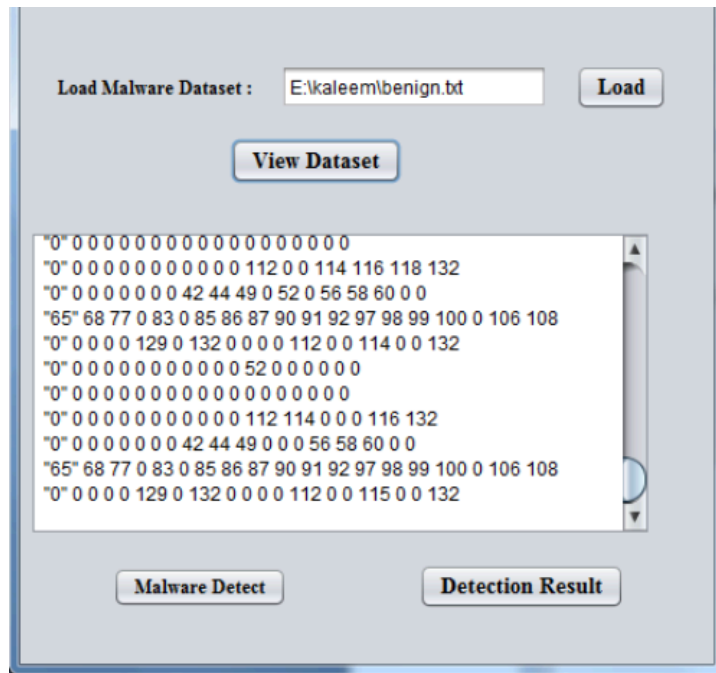 Load Malware Dataset : E:\kaleem\benign.txt Load
View Dataset
"0" 0 0 0 0 0 0 0 0 0 0 0 0 0 0 0 0 0 0 0
"0" 0 0 0 0 0 0 0 0 0 0 0 112 0 0 114 116 118 132
"0" 0 0 0 0 0 0 0 42 44 49 0 52 0 56 58 60 0 0
"65" 68 77 0 83 0 85 86 87 90 91 92 97 98 99 100 0 106 108
"0" 0 0 0 0 129 0 132 0 0 0 0 112 0 0 114 0 0 132
"0" 0 0 0 0 0 0 0 0 0 0 0 52 0 0 0 0 0 0
"0" 0 0 0 0 0 0 0 0 0 0 0 0 0 0 0 0 0 0 0
"0" 0 0 0 0 0 0 0 0 0 0 0 112 114 0 0 0 116 132
"0" 0 0 0 0 0 0 0 42 44 49 0 0 0 56 58 60 0 0
"65" 68 77 0 83 0 85 86 87 90 91 92 97 98 99 100 0 106 108
"0" 0 0 0 0 129 0 132 0 0 0 0 112 0 0 115 0 0 132
Malware Detect Detection Result